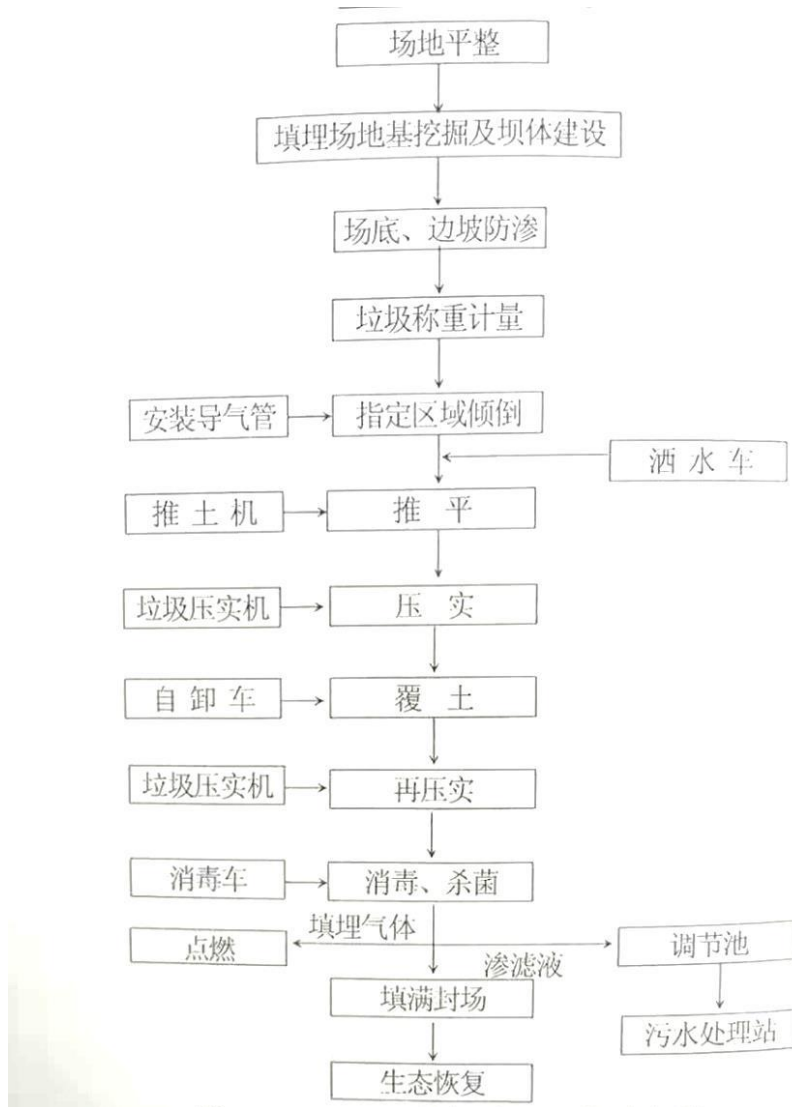 场地平整
填埋场地基挖掘及坝体建设
场底、边坡防渗
垃圾称重计量
安装导气管
指定区域倾倒
洒水车
推土机
推平
垃圾压实机
压实
自卸车
覆土
垃圾压实机
再压实
消毒车
消毒、杀菌
填埋气体
点燃
渗滤液
调节池
填满封场
污水处理站
生态恢复